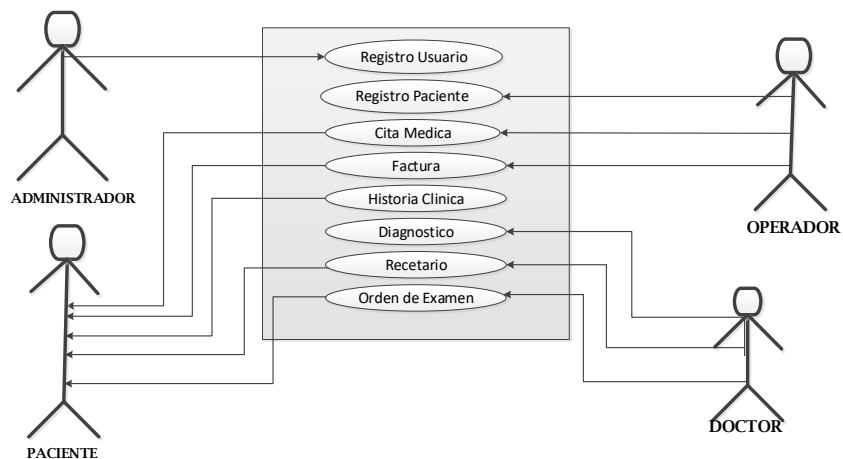 Registro Usuario
Registro Paciente
Cita Medica
Factura
Historia Clinica
Diagnostico
Recetario
Orden de Examen
ADMINISTRADOR
OPERADOR
PACIENTE
DOCTOR